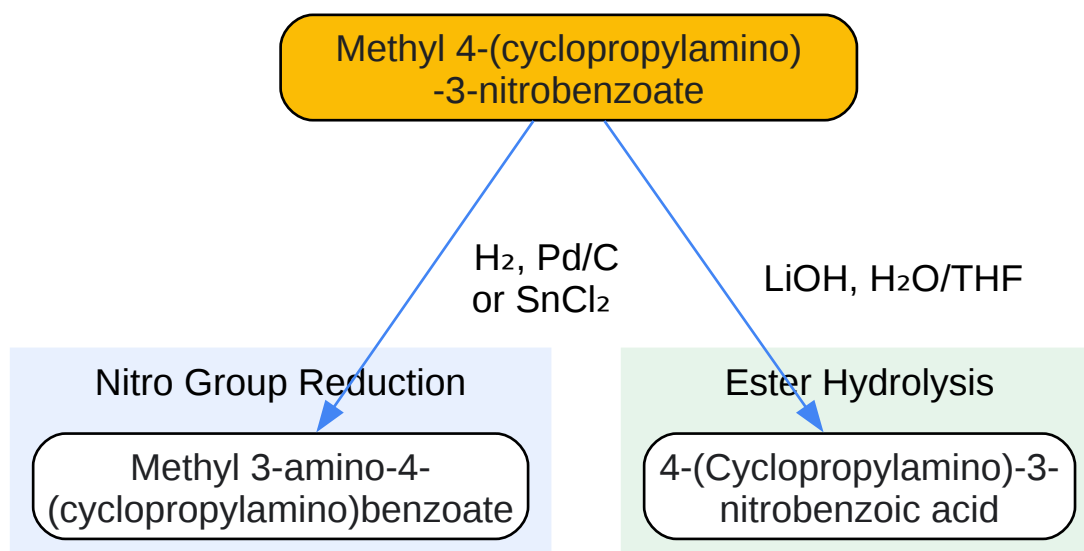 Methyl 4-(cyclopropylamino)
-3-nitrobenzoate
H₂, Pd/C
or SnCl₂
LiOH, H₂O/THF
Nitro Group Reduction
Ester Hydrolysis
Methyl 3-amino-4-
(cyclopropylamino)benzoate
4-(Cyclopropylamino)-3-
nitrobenzoic acid